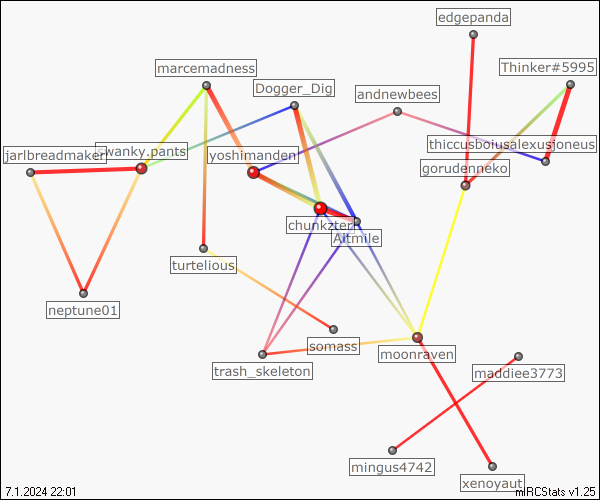 edgepanda
marcemadness
Thinker#5995
Dogger_Dig
andnewbees
jarlbreadmaker
swanky.pants
yoshimanden
thiccusboiusalexusjoneus
gorudenneko
chunkzter
Altmile
turtelious
neptune01
somass
moonraven
trash_skeleton
maddiee3773
mingus4742
xenoyaut
7.1.2024 22:01
mIRCStats v1.25